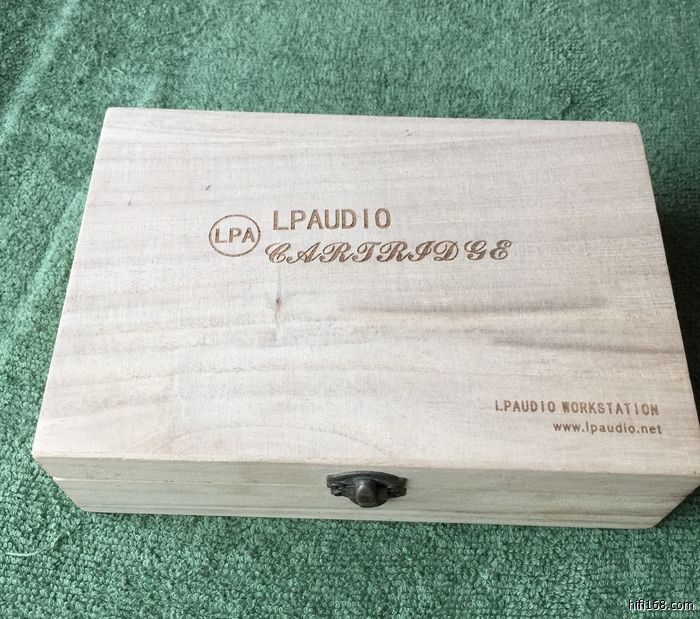 LPA
LPAUDIO
CARTRIDGE
LPAUDIO WORKSTATION
www.lpaudio.net
hifi168.com